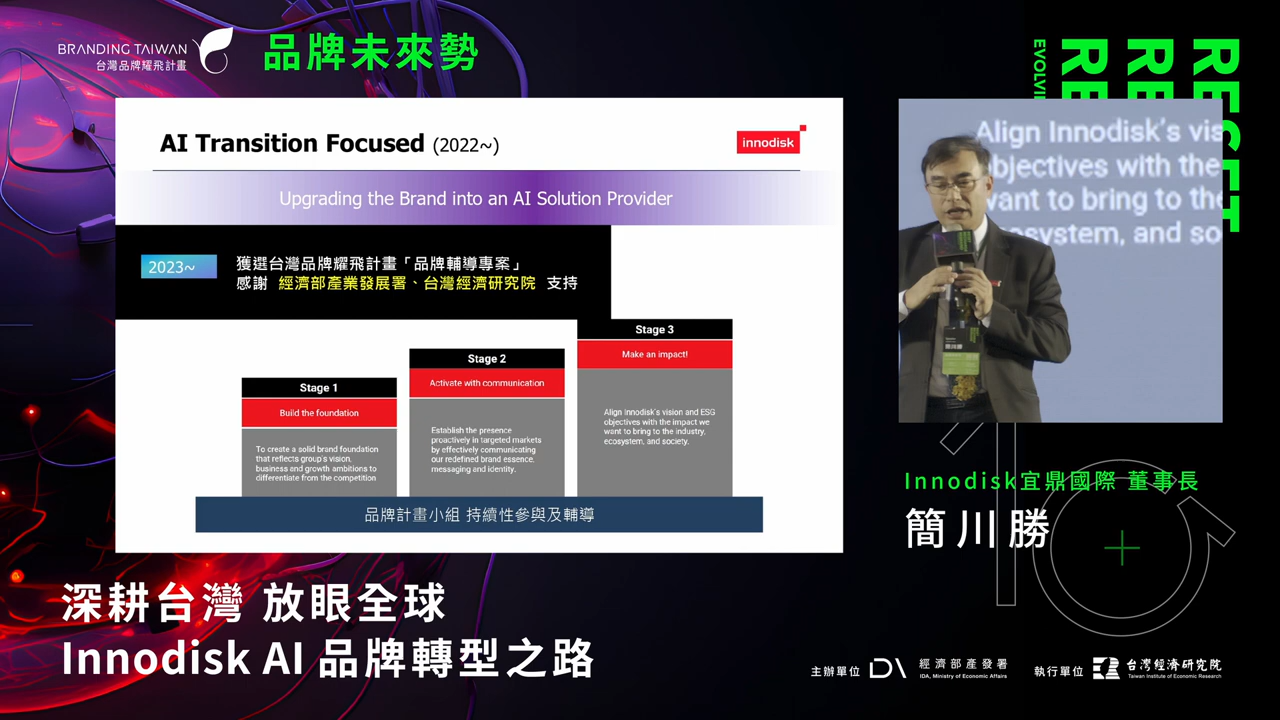 BRANDING TAIWAN
台灣品牌耀飛計畫
品牌未來勢
AI Transition Focused (2022~)
innodisk
Upgrading the Brand into an AI Solution Provider
2023~
獲選台灣品牌耀飛計畫「品牌輔導專案」
感謝 經濟部產業發展署、台灣經濟研究院 支持
Stage 1
Build the foundation
To create a solid brand foundation
that reflects group's vision,
business and growth ambitions to
differentiate from the competition
Stage 2
Activate with communication
Establish the presence
proactively in targeted markets
by effectively communicating
our redefined brand essence,
messaging and identity.
Stage 3
Make an impact!
Align innodisk's vision and ESG
objectives with the impact we
want to bring to the industry,
ecosystem, and society.
品牌計畫小組 持續性參與及輔導
RESET
RE
RE
EVOLVI
Align Innodisk's vis
bjectives with the
want to bring to the
osystem, and so
Innodisk宜鼎國際 董事長
簡川勝
深耕台灣 放眼全球
Innodisk AI 品牌轉型之路
主辦單位
經濟部產發署
IDA, Ministry of Economic Affairs
執行單位
台灣經濟研究院
Taiwan Institute of Economic Research